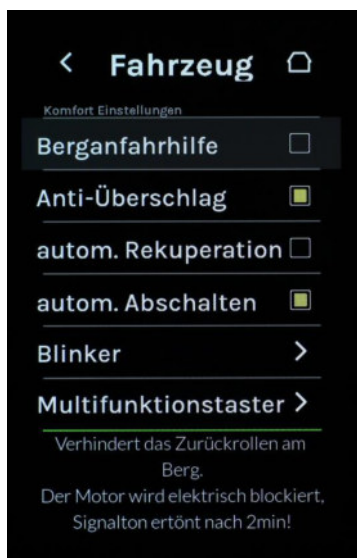 Fahrzeug
Komfort Einstellungen
Berganfahrhilfe
Anti-Überschlag
autom. Rekuperation
autom. Abschalten
Blinker
Multifunktionstaster
Verhindert das Zurückrollen am
Berg.
Der Motor wird elektrisch blockiert,
Signalton ertönt nach 2min!